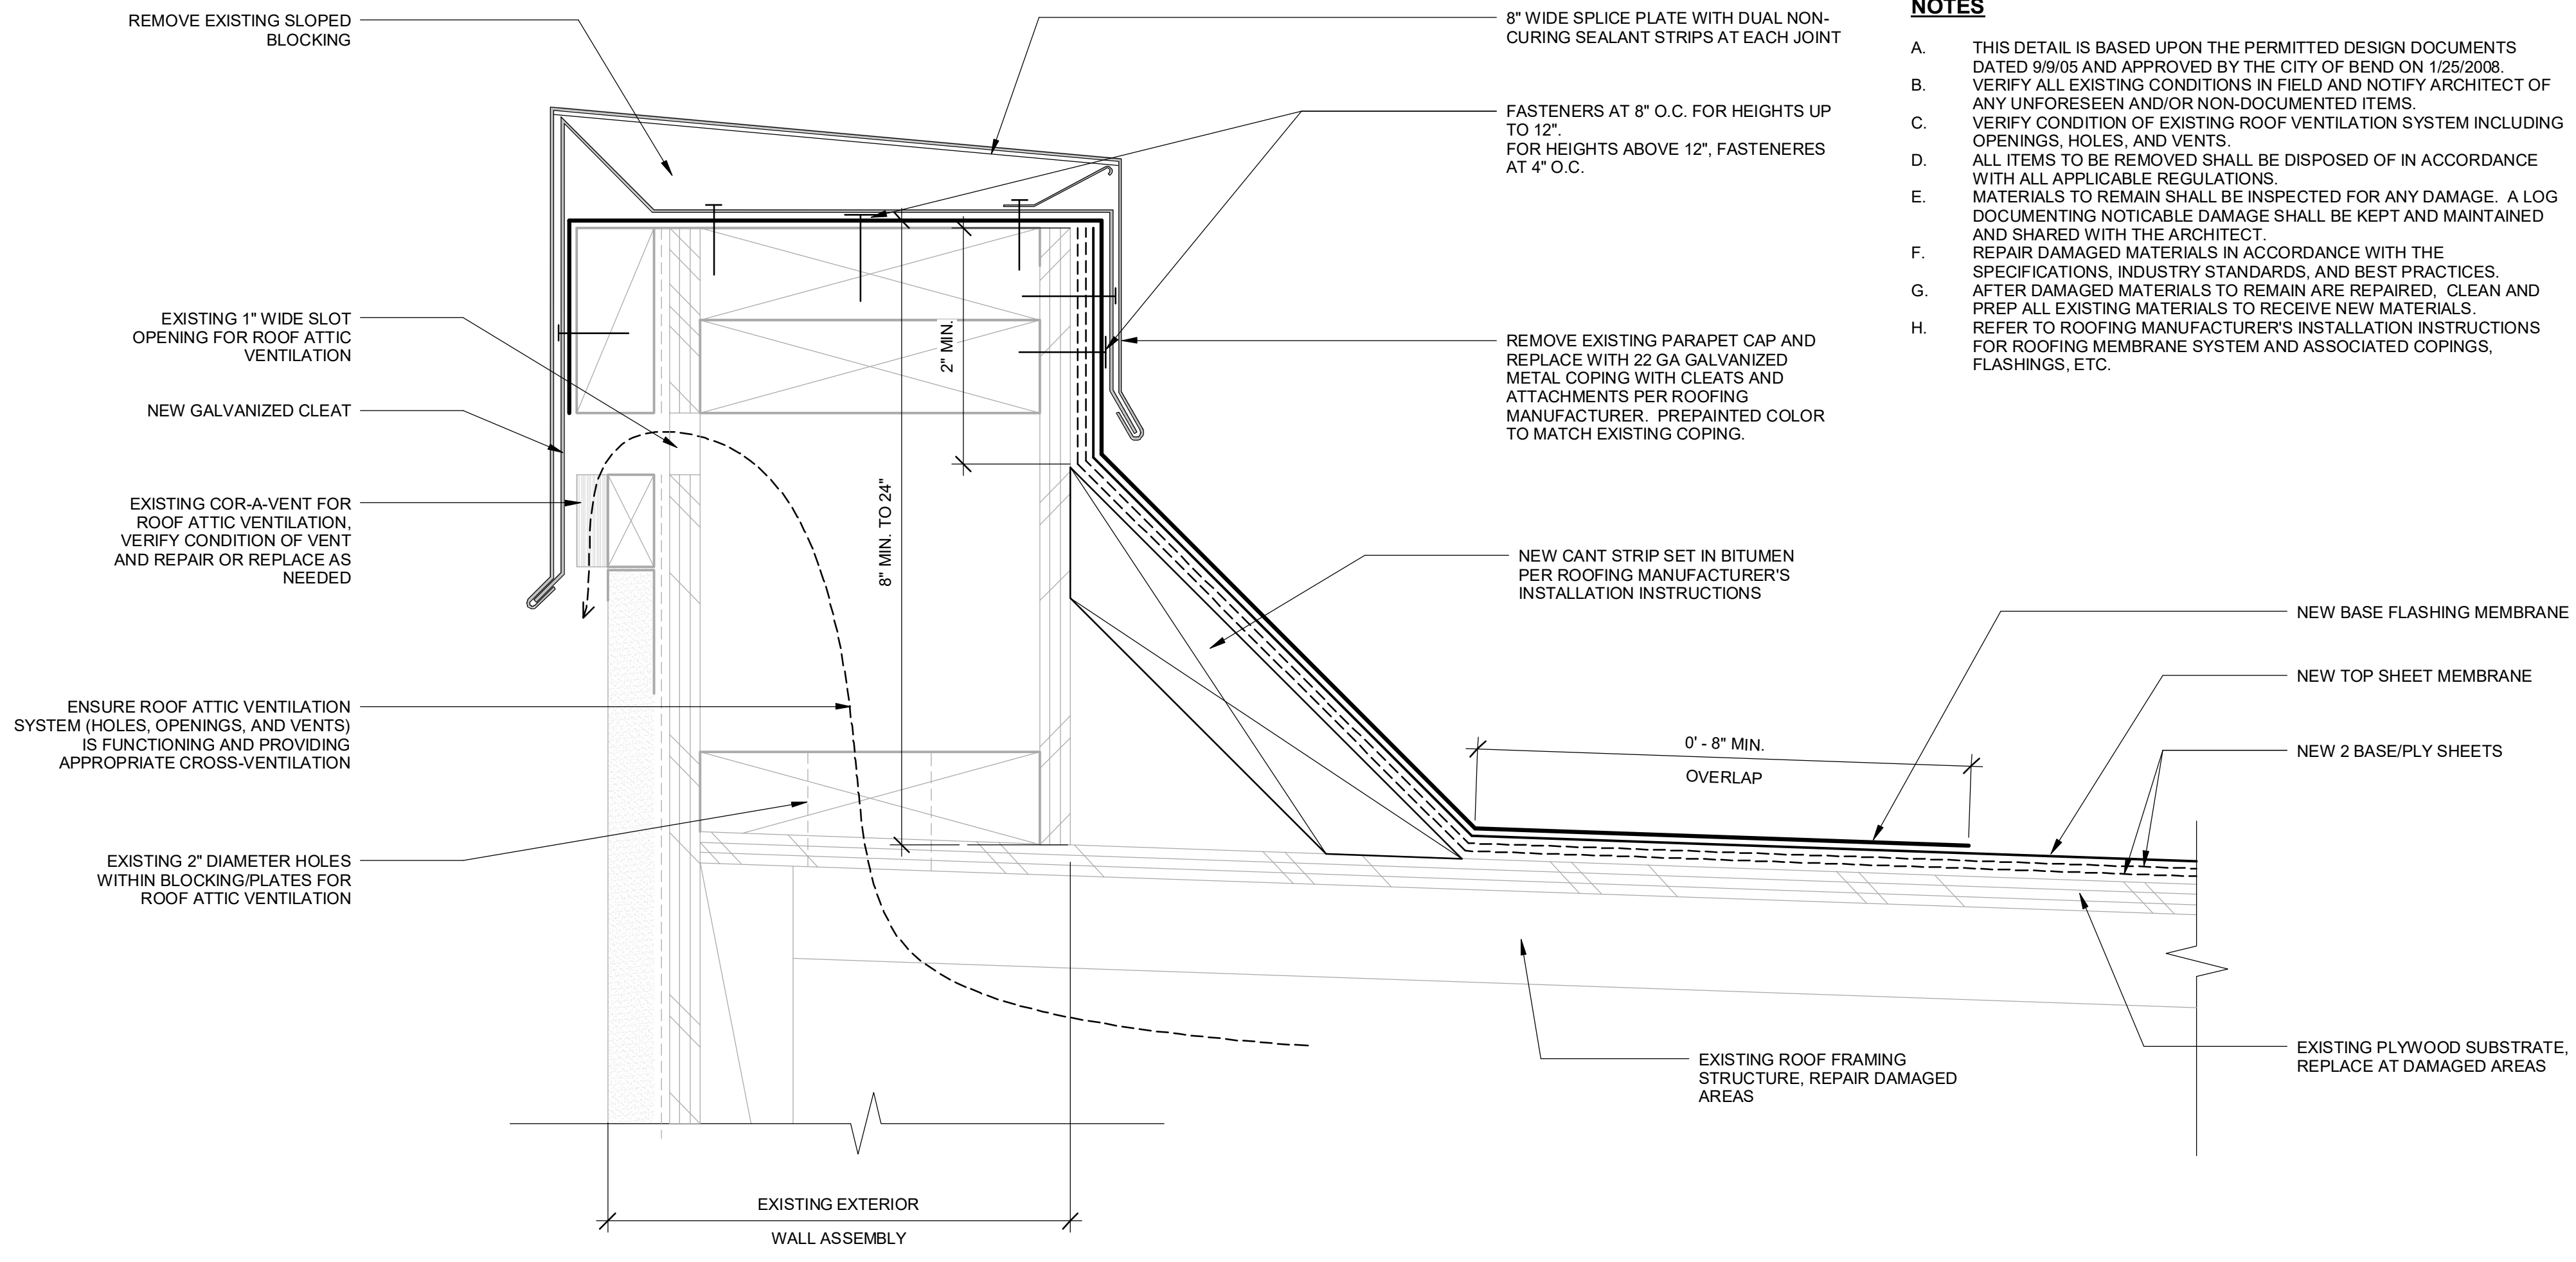 REMOVE EXISTING SLOPED
BLOCKING
EXISTING 1" WIDE SLOT
OPENING FOR ROOF ATTIC
VENTILATION
NEW GALVANIZED CLEAT
EXISTING COR-A-VENT FOR
ROOF ATTIC VENTILATION,
VERIFY CONDITION OF VENT
AND REPAIR OR REPLACE AS
NEEDED
ENSURE ROOF ATTIC VENTILATION
SYSTEM (HOLES, OPENINGS, AND VENTS)
IS FUNCTIONING AND PROVIDING
APPROPRIATE CROSS-VENTILATION
EXISTING 2" DIAMETER HOLES
WITHIN BLOCKING/PLATES FOR
ROOF ATTIC VENTILATION
2" MIN.
8" MIN. TO 24"
EXISTING EXTERIOR
WALL ASSEMBLY
8" WIDE SPLICE PLATE WITH DUAL NON-
CURING SEALANT STRIPS AT EACH JOINT
FASTENERS AT 8" O.C. FOR HEIGHTS UP
TO 12".
FOR HEIGHTS ABOVE 12", FASTENERES
AT 4" O.C.
REMOVE EXISTING PARAPET CAP AND
REPLACE WITH 22 GA GALVANIZED
METAL COPING WITH CLEATS AND
ATTACHMENTS PER ROOFING
MANUFACTURER. PREPAINTED COLOR
TO MATCH EXISTING COPING.
NEW CANT STRIP SET IN BITUMEN
PER ROOFING MANUFACTURER'S
INSTALLATION INSTRUCTIONS
0' - 8" MIN.
OVERLAP
EXISTING ROOF FRAMING
STRUCTURE, REPAIR DAMAGED
AREAS
NOTES
A. THIS DETAIL IS BASED UPON THE PERMITTED DESIGN DOCUMENTS
DATED 9/9/05 AND APPROVED BY THE CITY OF BEND ON 1/25/2008.
B. VERIFY ALL EXISTING CONDITIONS IN FIELD AND NOTIFY ARCHITECT OF
ANY UNFORESEEN AND/OR NON-DOCUMENTED ITEMS.
C. VERIFY CONDITION OF EXISTING ROOF VENTILATION SYSTEM INCLUDING
OPENINGS, HOLES, AND VENTS.
D. ALL ITEMS TO BE REMOVED SHALL BE DISPOSED OF IN ACCORDANCE
WITH ALL APPLICABLE REGULATIONS.
E. MATERIALS TO REMAIN SHALL BE INSPECTED FOR ANY DAMAGE. A LOG
DOCUMENTING NOTICABLE DAMAGE SHALL BE KEPT AND MAINTAINED
AND SHARED WITH THE ARCHITECT.
F. REPAIR DAMAGED MATERIALS IN ACCORDANCE WITH THE
SPECIFICATIONS, INDUSTRY STANDARDS, AND BEST PRACTICES.
G. AFTER DAMAGED MATERIALS TO REMAIN ARE REPAIRED, CLEAN AND
PREP ALL EXISTING MATERIALS TO RECEIVE NEW MATERIALS.
H. REFER TO ROOFING MANUFACTURER'S INSTALLATION INSTRUCTIONS
FOR ROOFING MEMBRANE SYSTEM AND ASSOCIATED COPINGS,
FLASHINGS, ETC.
NEW BASE FLASHING MEMBRANE
NEW TOP SHEET MEMBRANE
NEW 2 BASE/PLY SHEETS
EXISTING PLYWOOD SUBSTRATE,
REPLACE AT DAMAGED AREAS